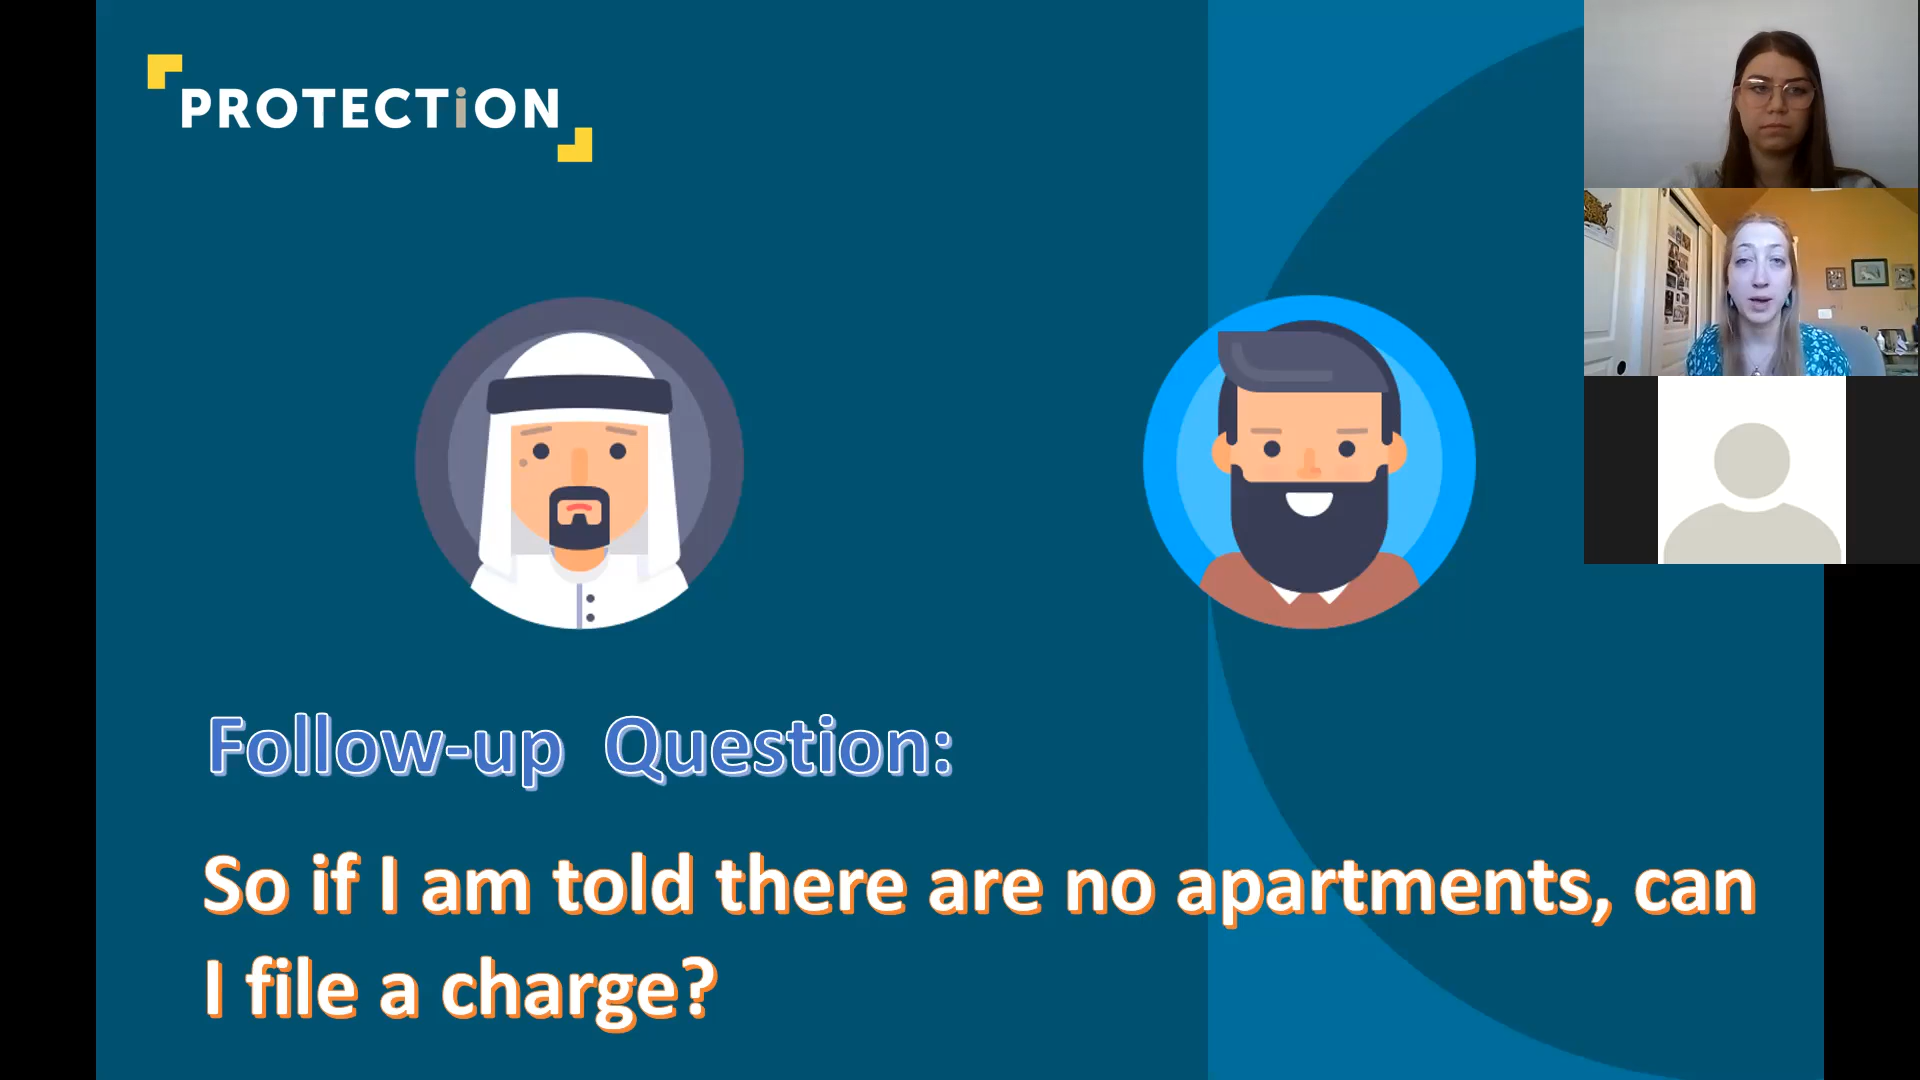 PROTECTiON
Follow-up Question:
So if I am told there are no apartments, can
I file a charge?